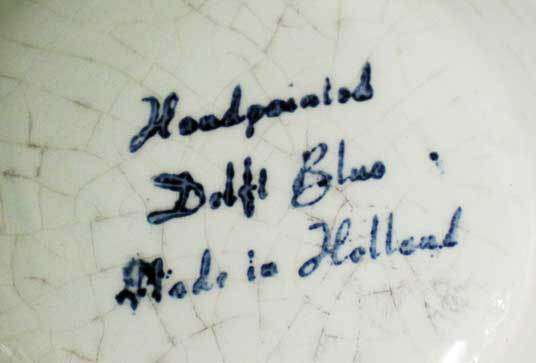 Handpainted
Delft Blue
Made in Holland